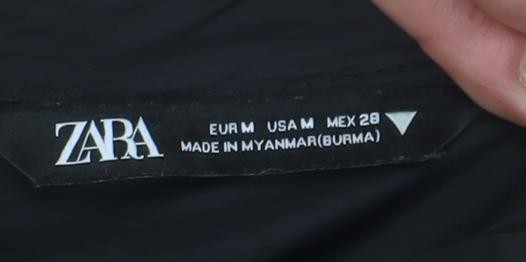 ZARA
EUR M USA M MEX 28
MADE IN MYANMAR(BURMA)